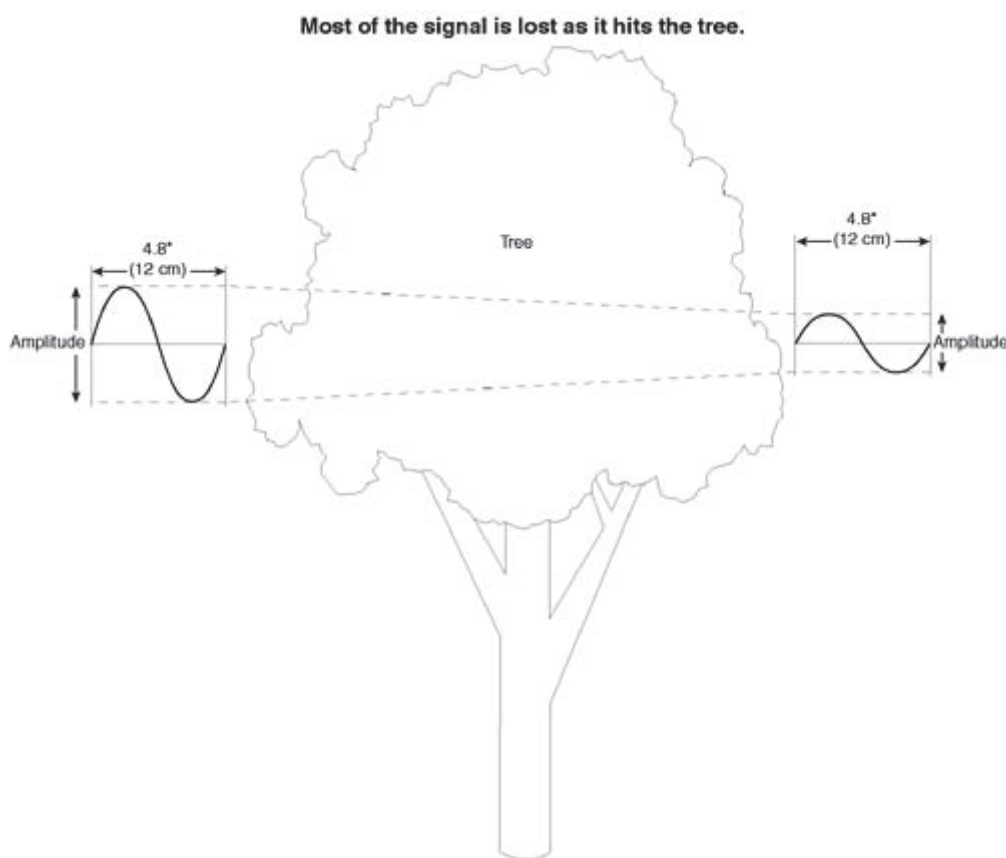 Most of the signal is lost as it hits the tree.
4.8"
(12 cm)
Amplitude
Tree
4.8"
(12 cm)
Amplitude